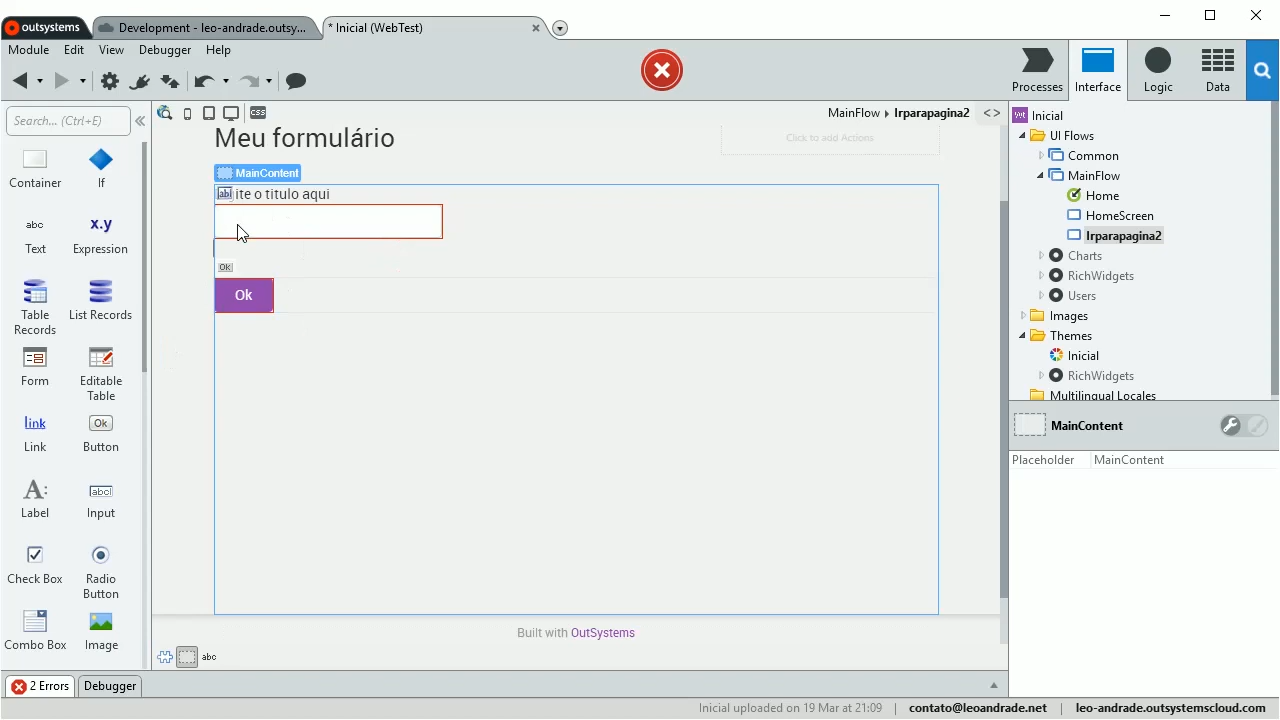 outsystems
Development - leo-andrade.outsy...
* Inicial (WebTest)
Module Edit View Debugger Help
Processes Interface Logic Data
Search... (Ctrl+E)
MainFlow Irparapagina2
Container If
abc x.y
Text Expression
Table Records List Records
Form Editable Table
link Ok
Link Button
A: abc
Label Input
Check Box Radio Button
Combo Box Image
css
Meu formulário
Click to add Actions
MainContent
ab ite o titulo aqui
Ok
Ok
Built with OutSystems
abc
Inicial
UI Flows
Common
MainFlow
Home
HomeScreen
Irparapagina2
Charts
RichWidgets
Users
Images
Themes
Inicial
RichWidgets
Multilingual Locales
MainContent
Placeholder MainContent
2 Errors Debugger
Inicial uploaded on 19 Mar at 21:09 | contato@leoandrade.net | leo-andrade.outsystemscloud.com